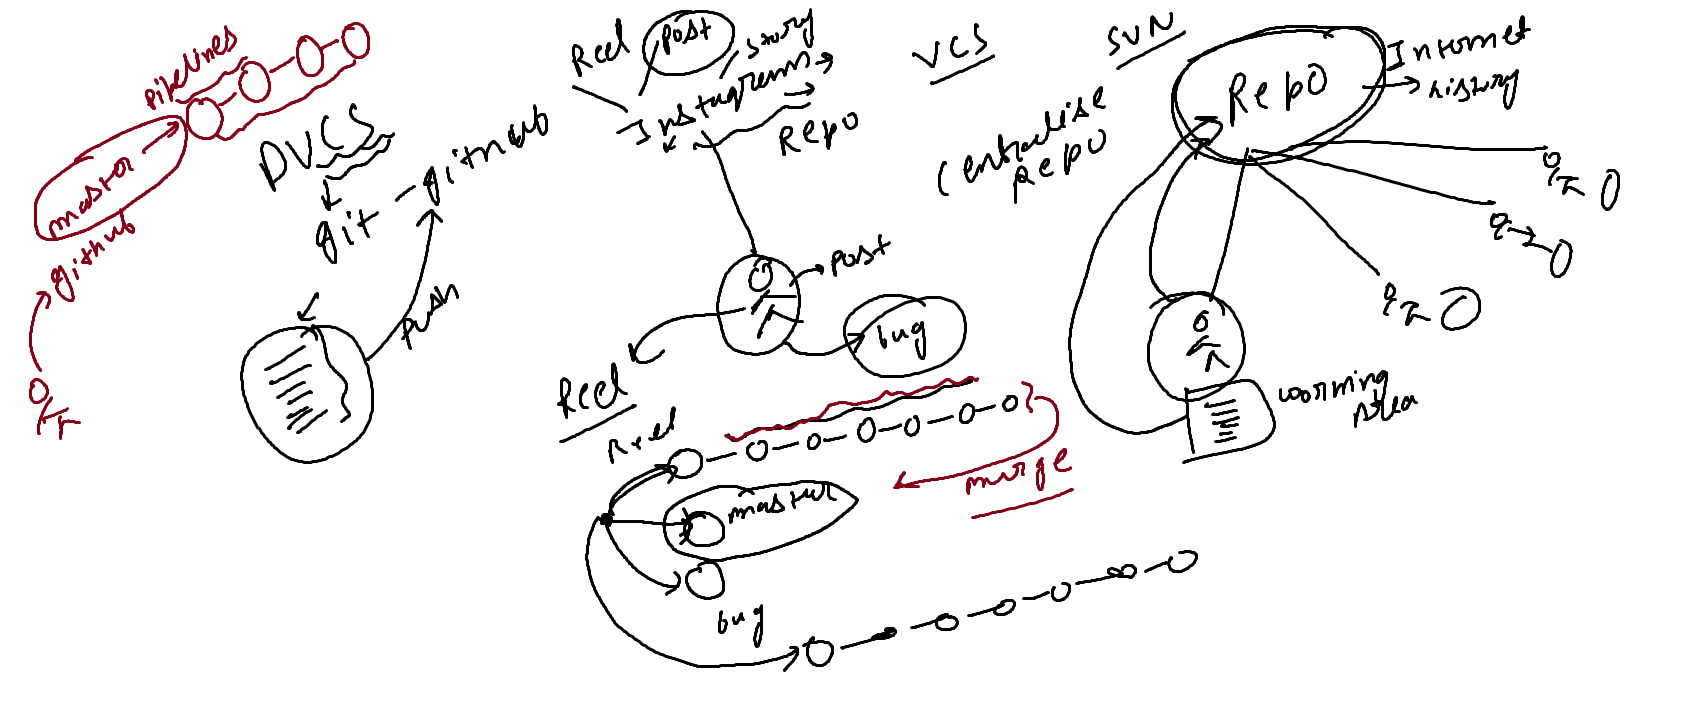 pipelines
master
github
DVCS
git - github
push
Reel
post
story
Instagram
Repo
post
bug
Reel
Reel
merge
master
bug
VCS
SVN
Centralise
Repo
Repo
Internet
history
working
Area